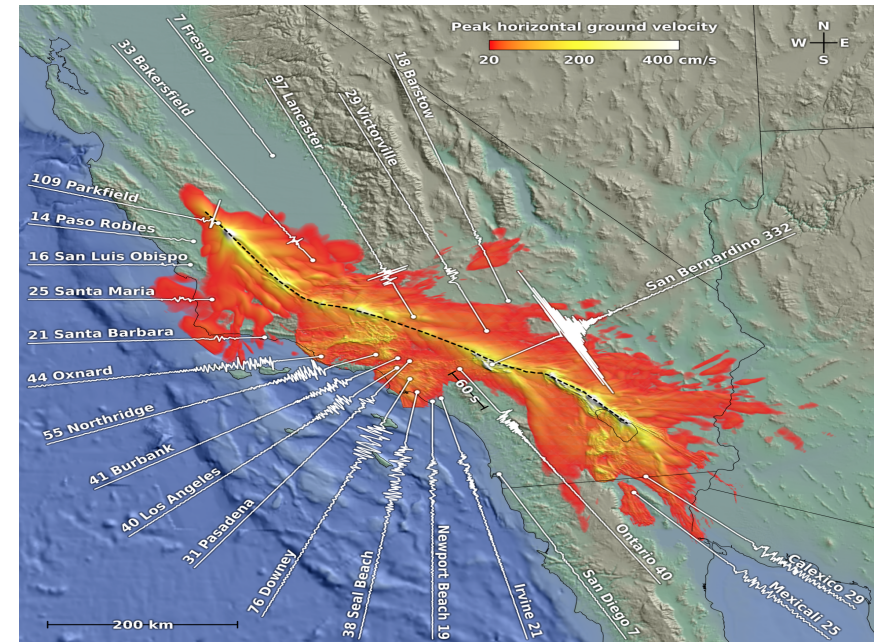 Peak horizontal ground velocity
20 200 400 cm/s
N
W E
S
7 Fresno
33 Bakersfield
97 Lancaster
29 Victorville
18 Barstow
109 Parkfield
14 Paso Robles
16 San Luis Obispo
25 Santa Maria
21 Santa Barbara
44 Oxnard
55 Northridge
41 Burbank
40 Los Angeles
31 Pasadena
76 Downey
38 Seal Beach
Newport Beach 19
Irvine 21
San Diego 7
Ontario 40
Mexicali 25
Calexico 29
San Bernardino 332
60 s
200 km